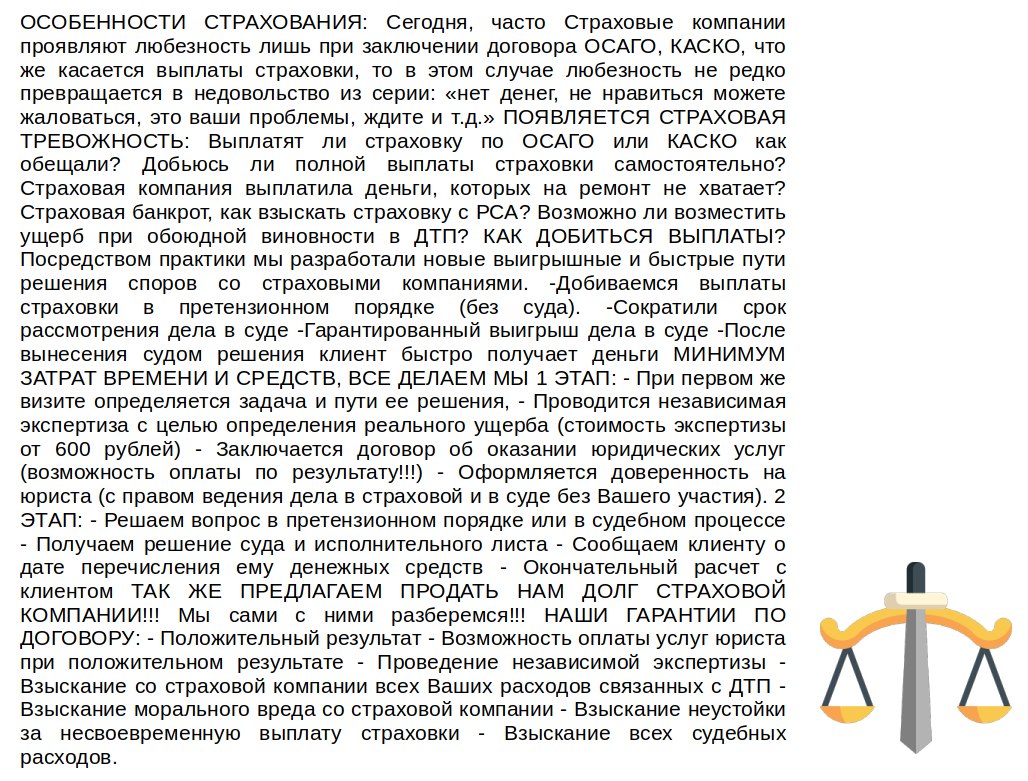 ОСОБЕННОСТИ СТРАХОВАНИЯ: Сегодня, часто Страховые компании
проявляют любезность лишь при заключении договора ОСАГО, КАСКО, что
же касается выплаты страховки, то в этом случае любезность не редко
превращается в недовольство из серии: «нет денег, не нравиться можете
жаловаться, это ваши проблемы, ждите и т.д.» ПОЯВЛЯЕТСЯ СТРАХОВАЯ
ТРЕВОЖНОСТЬ: Выплатят ли страховку по ОСАГО или КАСКО как
обещали? Добьюсь ли полной выплаты страховки самостоятельно?
Страховая компания выплатила деньги, которых на ремонт не хватает?
Страховая банкрот, как взыскать страховку с РСА? Возможно ли возместить
ущерб при обоюдной виновности в ДТП? КАК ДОБИТЬСЯ ВЫПЛАТЫ?
Посредством практики мы разработали новые выигрышные и быстрые пути
решения споров со страховыми компаниями. -Добиваемся выплаты
страховки в претензионном порядке (без суда). -Сократили срок
рассмотрения дела в суде -Гарантированный выигрыш дела в суде -После
вынесения судом решения клиент быстро получает деньги МИНИМУМ
ЗАТРАТ ВРЕМЕНИ И СРЕДСТВ, ВСЕ ДЕЛАЕМ МЫ 1 ЭТАП: - При первом же
визите определяется задача и пути ее решения, - Проводится независимая
экспертиза с целью определения реального ущерба (стоимость экспертизы
от 600 рублей) - Заключается договор об оказании юридических услуг
(возможность оплаты по результату!!!) - Оформляется доверенность на
юриста (с правом ведения дела в страховой и в суде без Вашего участия). 2
ЭТАП: - Решаем вопрос в претензионном порядке или в судебном процессе
- Получаем решение суда и исполнительного листа - Сообщаем клиенту о
дате перечисления ему денежных средств - Окончательный расчет с
клиентом ТАК ЖЕ ПРЕДЛАГАЕМ ПРОДАТЬ НАМ ДОЛГ СТРАХОВОЙ
КОМПАНИИ!!! Мы сами с ними разберемся!!! НАШИ ГАРАНТИИ ПО
ДОГОВОРУ: - Положительный результат - Возможность оплаты услуг юриста
при положительном результате - Проведение независимой экспертизы -
Взыскание со страховой компании всех Ваших расходов связанных с ДТП -
Взыскание морального вреда со страховой компании - Взыскание неустойки
за несвоевременную выплату страховки - Взыскание всех судебных
расходов.